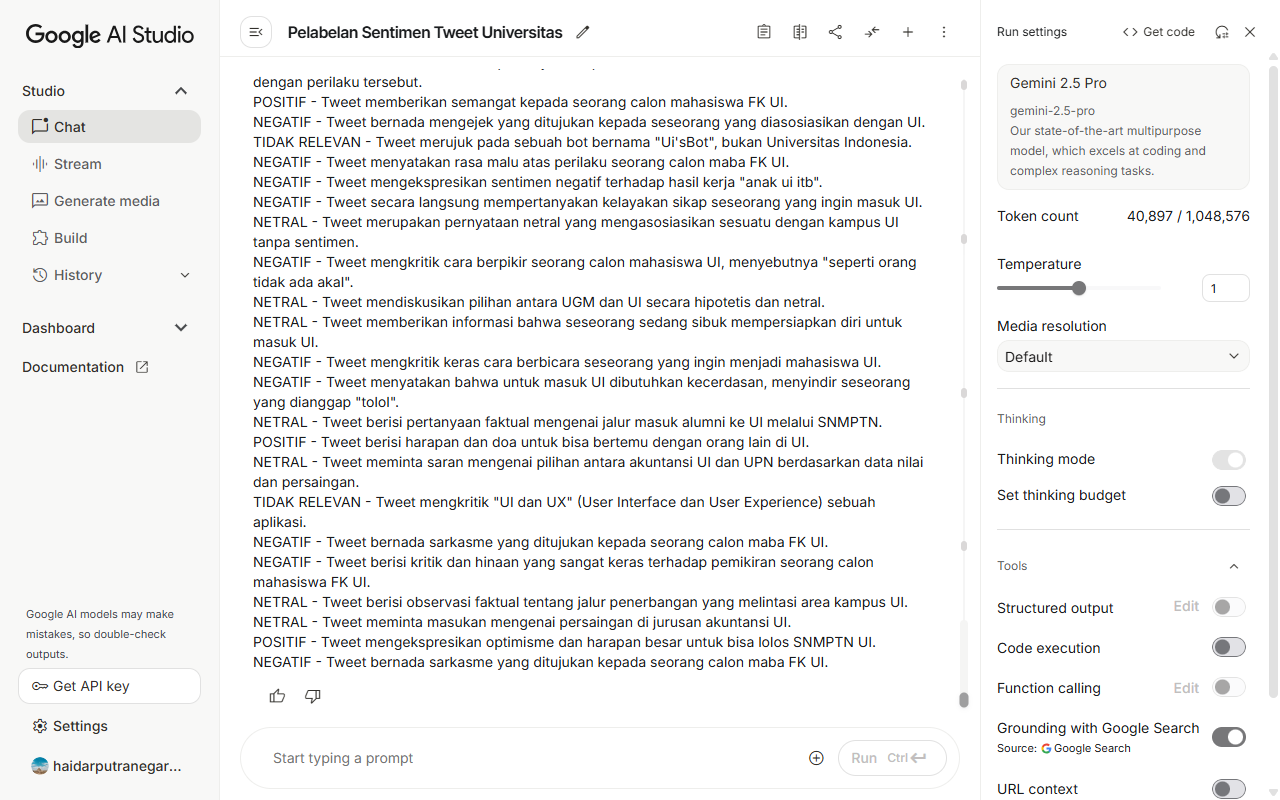 Google AI Studio
Studio
Chat
Stream
Generate media
Build
History
Dashboard
Documentation
Google AI models may make
mistakes, so double-check
outputs.
Get API key
Settings
haidarputranegar...
Pelabelan Sentimen Tweet Universitas
dengan perilaku tersebut.
POSITIF - Tweet memberikan semangat kepada seorang calon mahasiswa FK UI.
NEGATIF - Tweet bernada mengejek yang ditujukan kepada seseorang yang diasosiasikan dengan UI.
TIDAK RELEVAN - Tweet merujuk pada sebuah bot bernama "Ui'sBot", bukan Universitas Indonesia.
NEGATIF - Tweet menyatakan rasa malu atas perilaku seorang calon maba FK UI.
NEGATIF - Tweet mengekspresikan sentimen negatif terhadap hasil kerja "anak ui itb".
NEGATIF - Tweet secara langsung mempertanyakan kelayakan sikap seseorang yang ingin masuk UI.
NETRAL - Tweet merupakan pernyataan netral yang mengasosiasikan sesuatu dengan kampus UI
tanpa sentimen.
NEGATIF - Tweet mengkritik cara berpikir seorang calon mahasiswa UI, menyebutnya "seperti orang
tidak ada akal".
NETRAL - Tweet mendiskusikan pilihan antara UGM dan UI secara hipotetis dan netral.
NETRAL - Tweet memberikan informasi bahwa seseorang sedang sibuk mempersiapkan diri untuk
masuk UI.
NEGATIF - Tweet mengkritik keras cara berbicara seseorang yang ingin menjadi mahasiswa UI.
NEGATIF - Tweet menyatakan bahwa untuk masuk UI dibutuhkan kecerdasan, menyindir seseorang
yang dianggap "tolol".
NETRAL - Tweet berisi pertanyaan faktual mengenai jalur masuk alumni ke UI melalui SNMPTN.
POSITIF - Tweet berisi harapan dan doa untuk bisa bertemu dengan orang lain di UI.
NETRAL - Tweet meminta saran mengenai pilihan antara akuntansi UI dan UPN berdasarkan data nilai
dan persaingan.
TIDAK RELEVAN - Tweet mengkritik "UI dan UX" (User Interface dan User Experience) sebuah
aplikasi.
NEGATIF - Tweet bernada sarkasme yang ditujukan kepada seorang calon maba FK UI.
NEGATIF - Tweet berisi kritik dan hinaan yang sangat keras terhadap pemikiran seorang calon
mahasiswa FK UI.
NETRAL - Tweet berisi observasi faktual tentang jalur penerbangan yang melintasi area kampus UI.
NETRAL - Tweet meminta masukan mengenai persaingan di jurusan akuntansi UI.
POSITIF - Tweet mengekspresikan optimisme dan harapan besar untuk bisa lolos SNMPTN UI.
NEGATIF - Tweet bernada sarkasme yang ditujukan kepada seorang calon maba FK UI.
Start typing a prompt
Run Ctrl
Run settings
Get code
Gemini 2.5 Pro
gemini-2.5-pro
Our state-of-the-art multipurpose
model, which excels at coding and
complex reasoning tasks.
Token count 40,897 / 1,048,576
Temperature
1
Media resolution
Default
Thinking
Thinking mode
Set thinking budget
Tools
Structured output Edit
Code execution
Function calling Edit
Grounding with Google Search
Source: Google Search
URL context